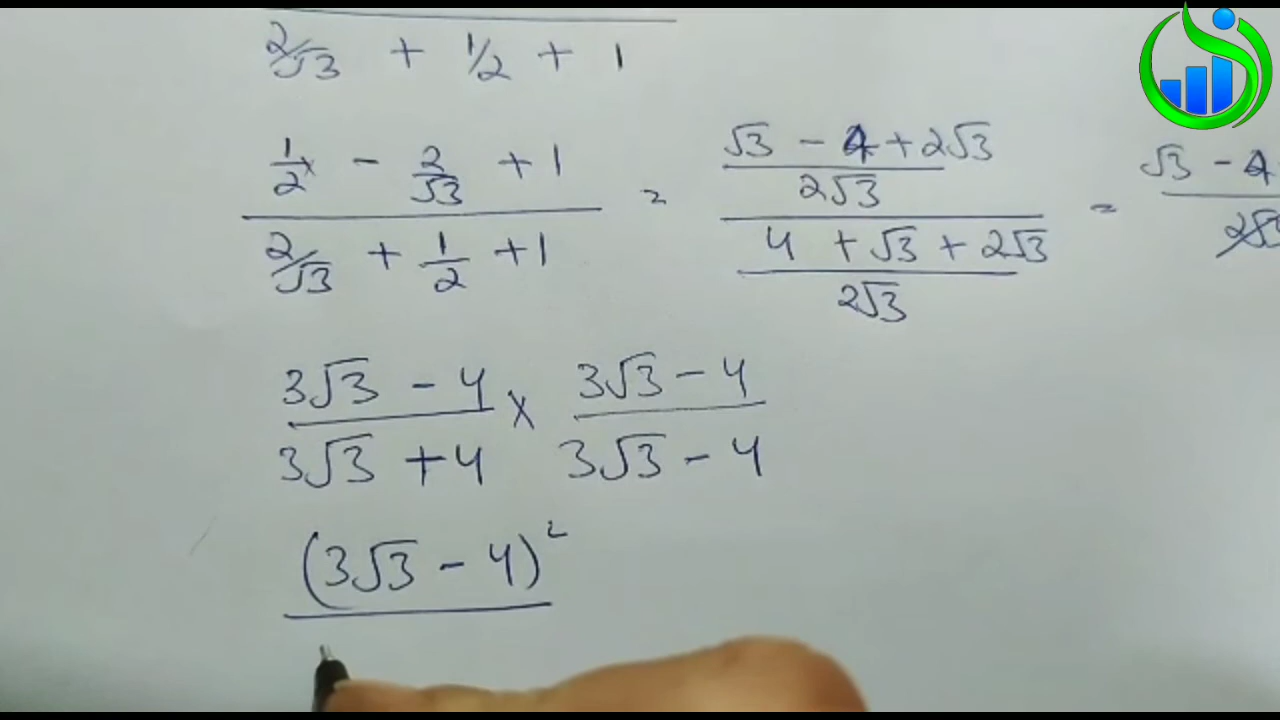 2/√3 + 1/2 + 1
1/2 - 2/√3 + 1 / 2/√3 + 1/2 + 1 = √3 - 4 + 2√3 / 2√3 / 4 + √3 + 2√3 / 2√3 = √3 - 4
3√3 - 4 / 3√3 + 4 × 3√3 - 4 / 3√3 - 4
(3√3 - 4)²